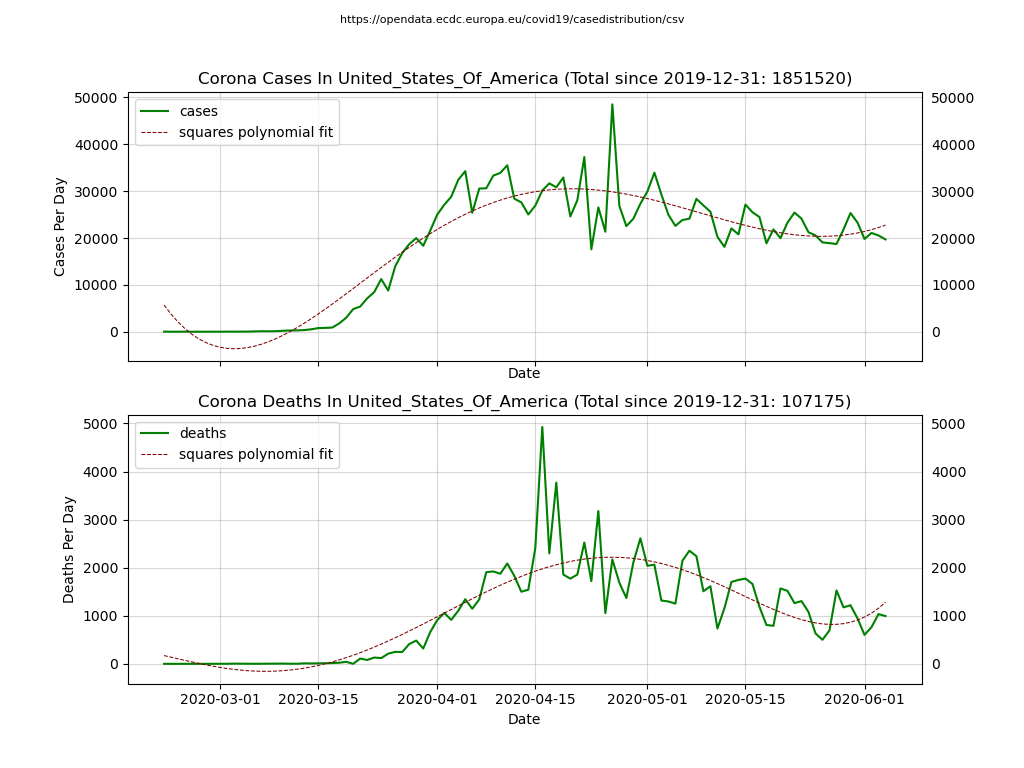 https://opendata.ecdc.europa.eu/covid19/casedistribution/csv
Corona Cases In United_States_Of_America (Total since 2019-12-31: 1851520)
cases
squares polynomial fit
Cases Per Day
50000
40000
30000
20000
10000
0
50000
40000
30000
20000
10000
0
Date
Corona Deaths In United_States_Of_America (Total since 2019-12-31: 107175)
deaths
squares polynomial fit
Deaths Per Day
5000
4000
3000
2000
1000
0
5000
4000
3000
2000
1000
0
2020-03-01 2020-03-15 2020-04-01 2020-04-15 2020-05-01 2020-05-15 2020-06-01
Date